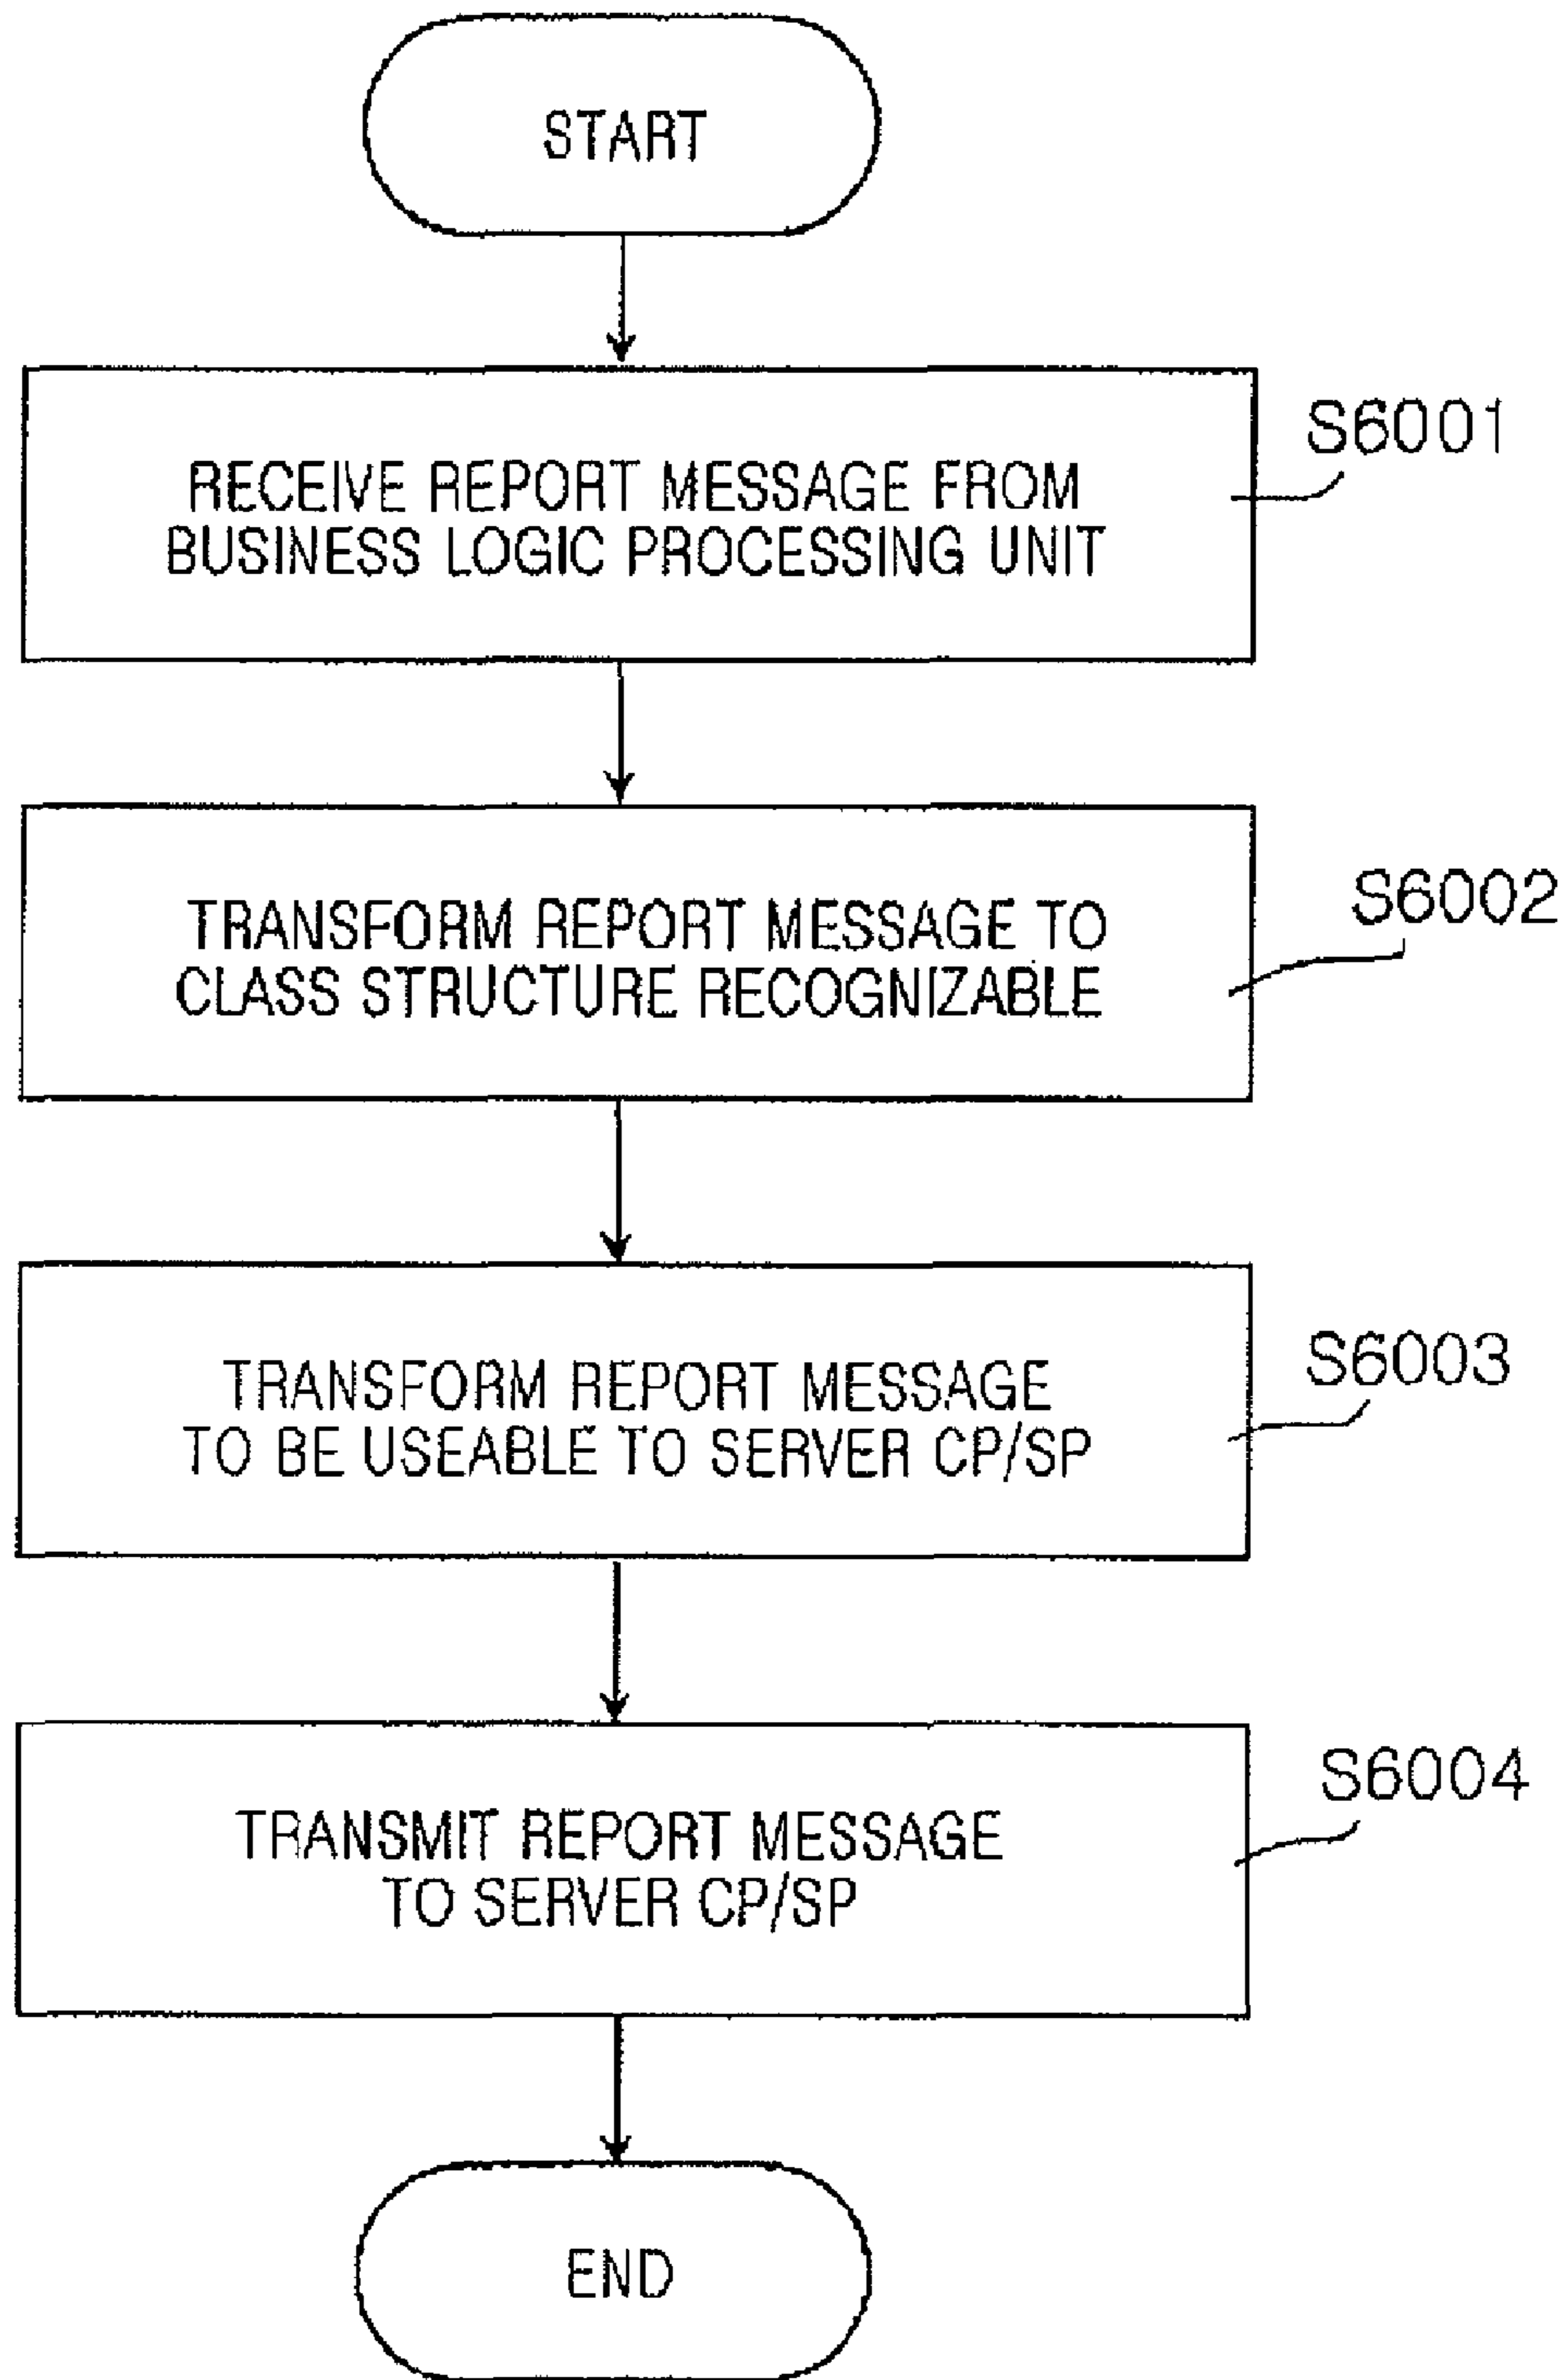 START
S6001
RECEIVE REPORT MESSAGE FROM
BUSINESS LOGIC PROCESSING UNIT
S6002
TRANSFORM REPORT MESSAGE TO
CLASS STRUCTURE RECOGNIZABLE
S6003
TRANSFORM REPORT MESSAGE
TO BE USEABLE TO SERVER CP/SP
S6004
TRANSMIT REPORT MESSAGE
TO SERVER CP/SP
END